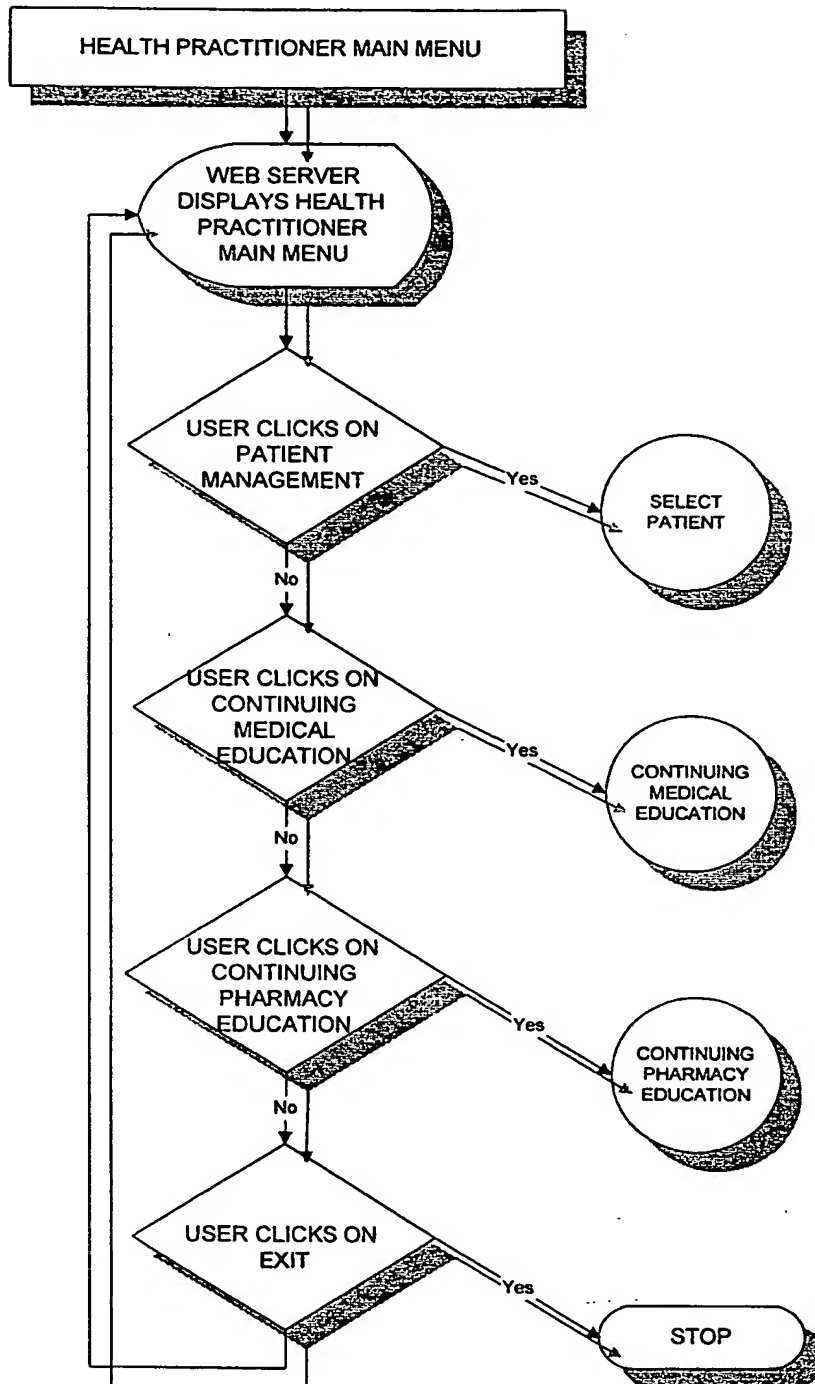 HEALTH PRACTITIONER MAIN MENU
WEB SERVER
DISPLAYS HEALTH
PRACTITIONER
MAIN MENU
USER CLICKS ON
PATIENT
MANAGEMENT
Yes
SELECT
PATIENT
No
USER CLICKS ON
CONTINUING
MEDICAL
EDUCATION
Yes
CONTINUING
MEDICAL
EDUCATION
No
USER CLICKS ON
CONTINUING
PHARMACY
EDUCATION
Yes
CONTINUING
PHARMACY
EDUCATION
No
USER CLICKS ON
EXIT
Yes
STOP